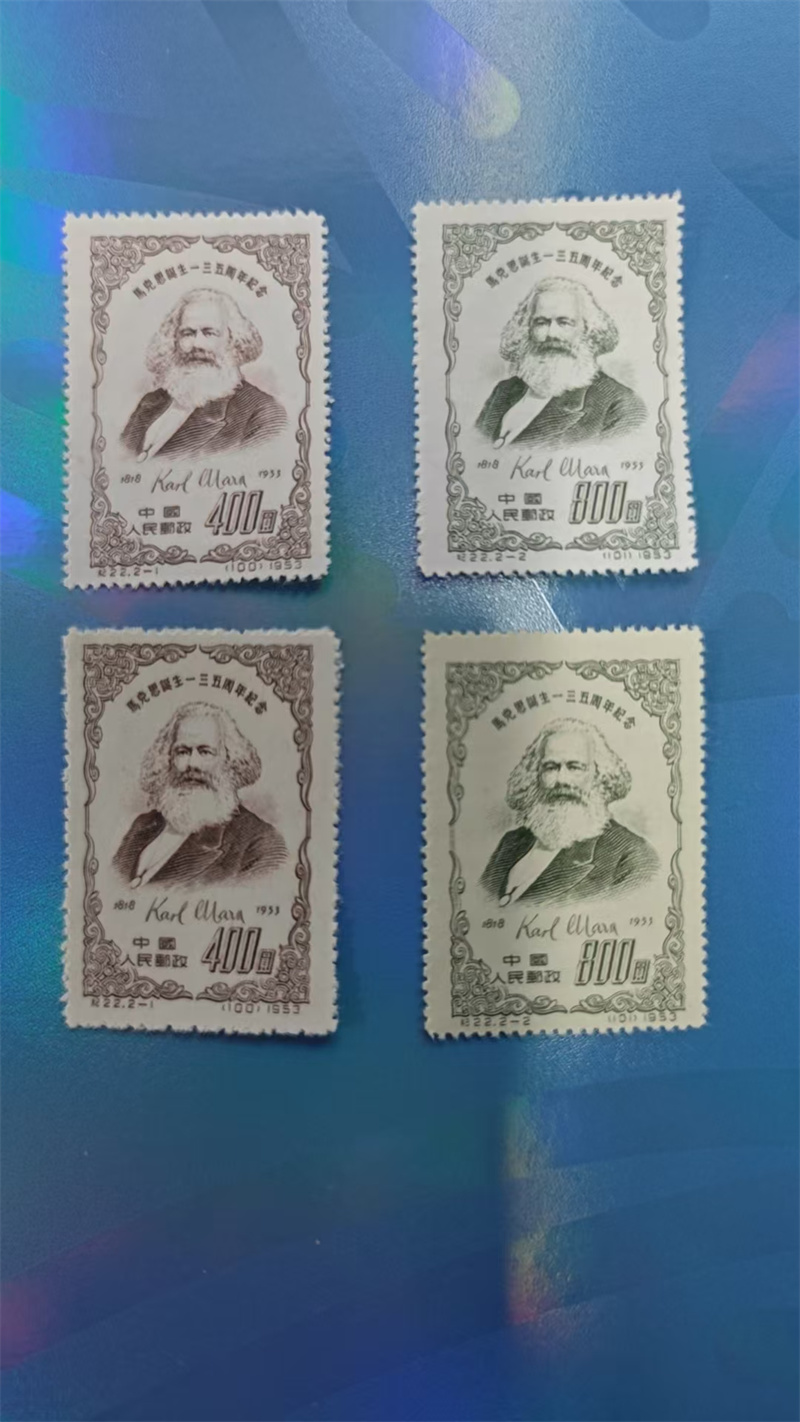 馬克思誕生一三五周年紀念
1818 Karl Marx 1953
中國
人民郵政 400圓
紀22.2-1 (100)1953
馬克思誕生一三五周年紀念
1818 Karl Marx 1953
中國
人民郵政 800圓
紀22.2-2 (101)1953
馬克思誕生一三五周年紀念
1818 Karl Marx 1953
中國
人民郵政 400圓
紀22.2-1 (100)1953
馬克思誕生一三五周年紀念
1818 Karl Marx 1953
中國
人民郵政 800圓
紀22.2-2 (101)1953